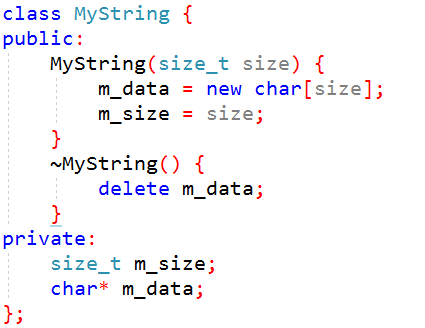 class MyString {
public:
    MyString(size_t size) {
        m_data = new char[size];
        m_size = size;
    }
    ~MyString() {
        delete m_data;
    }
private:
    size_t m_size;
    char* m_data;
};